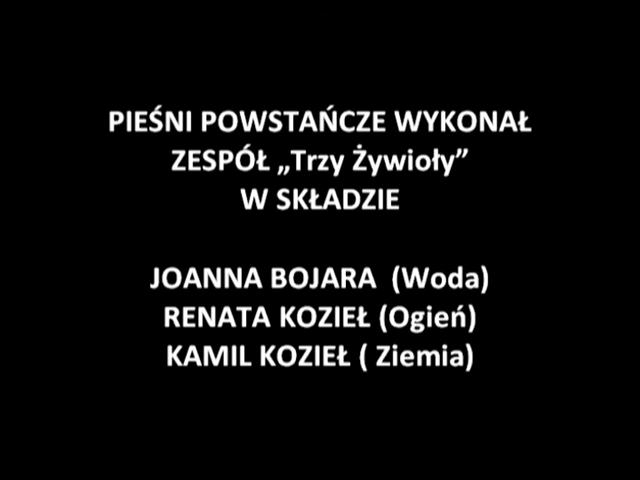 PIEŚNI POWSTAŃCZE WYKONAŁ
ZESPÓŁ „Trzy Żywioły”
W SKŁADZIE
JOANNA BOJARA (Woda)
RENATA KOZIEŁ (Ogień)
KAMIL KOZIEŁ ( Ziemia)